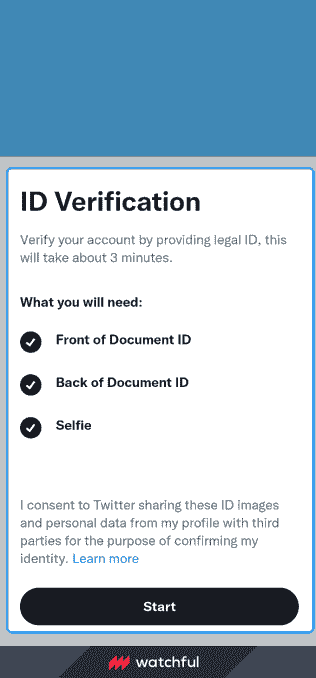 ID Verification
Verify your account by providing legal ID, this
will take about 3 minutes.
What you will need:
Front of Document ID
Back of Document ID
Selfie
I consent to Twitter sharing these ID images
and personal data from my profile with third
parties for the purpose of confirming my
identity. Learn more
Start
watchful